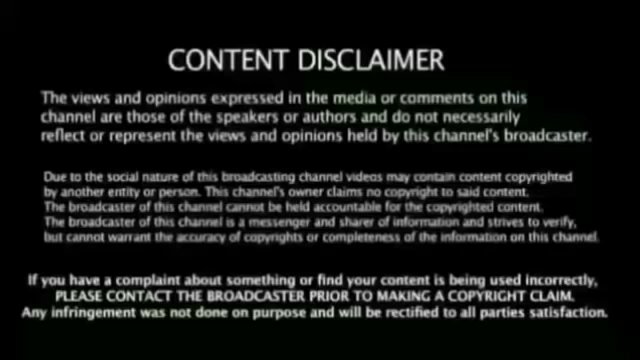 CONTENT DISCLAIMER
The views and opinions expressed in the media or comments on this
channel are those of the speakers or authors and do not necessarily
reflect or represent the views and opinions held by this channel's broadcaster.
Due to the social nature of this broadcasting channel videos may contain content copyrighted
by another entity or person. This channel's owner claims no copyright to said content.
The broadcaster of this channel cannot be held accountable for the copyrighted content.
The broadcaster of this channel is a messenger and sharer of information and strives to verify,
but cannot warrant the accuracy of copyrights or completeness of the information on this channel.
If you have a complaint about something or find your content is being used incorrectly,
PLEASE CONTACT THE BROADCASTER PRIOR TO MAKING A COPYRIGHT CLAIM.
Any infringement was not done on purpose and will be rectified to all parties satisfaction.